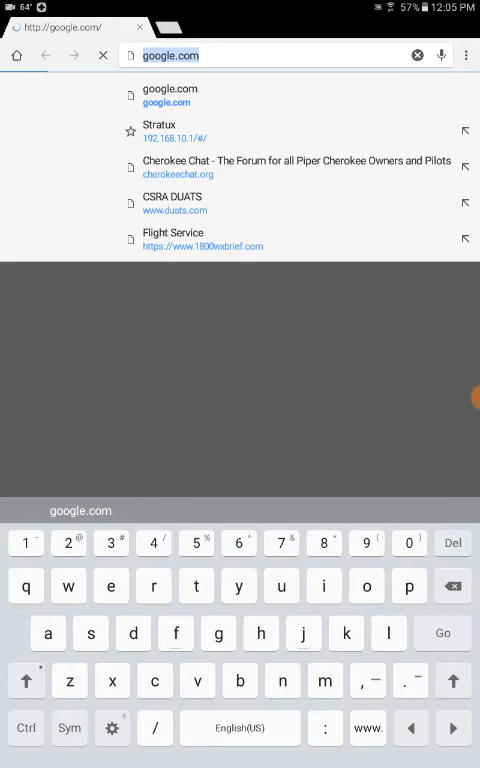 64° 57% 12:05 PM
http://google.com/
google.com
google.com
google.com
Stratux
192.168.10.1/#/
Cherokee Chat - The Forum for all Piper Cherokee Owners and Pilots
cherokeechat.org
CSRA DUATS
www.duats.com
Flight Service
https://www.1800wxbrief.com
google.com
1 - 2 @ 3 # 4 / 5 % 6 ^ 7 & 8 * 9 ( 0 ) Del
q w e r t y u i o p
a s d f g h j k l Go
z x c v b n m , — . –
Ctrl Sym / English(US) : www.